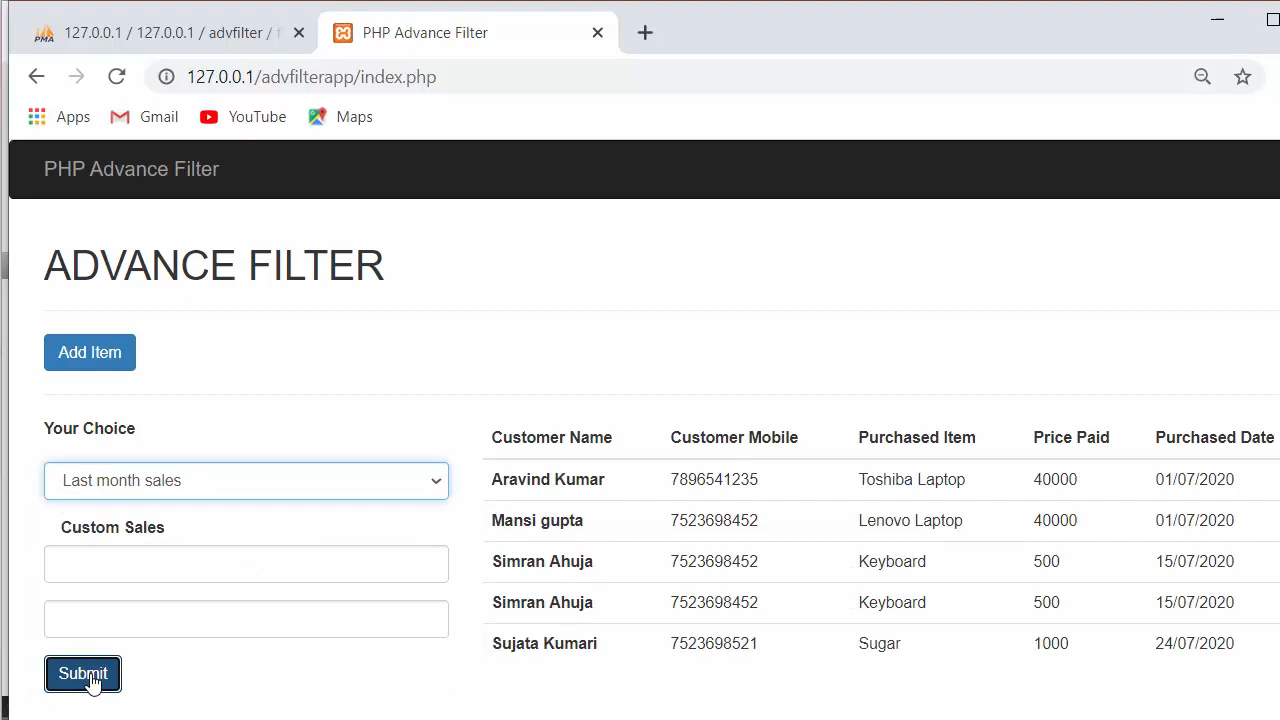 PMA 127.0.0.1 / 127.0.0.1 / advfilter / PHP Advance Filter
127.0.0.1/advfilterapp/index.php
Apps Gmail YouTube Maps
PHP Advance Filter
ADVANCE FILTER
Add Item
Your Choice
Last month sales
Custom Sales
Submit
Customer Name Customer Mobile Purchased Item Price Paid Purchased Date
Aravind Kumar 7896541235 Toshiba Laptop 40000 01/07/2020
Mansi gupta 7523698452 Lenovo Laptop 40000 01/07/2020
Simran Ahuja 7523698452 Keyboard 500 15/07/2020
Simran Ahuja 7523698452 Keyboard 500 15/07/2020
Sujata Kumari 7523698521 Sugar 1000 24/07/2020